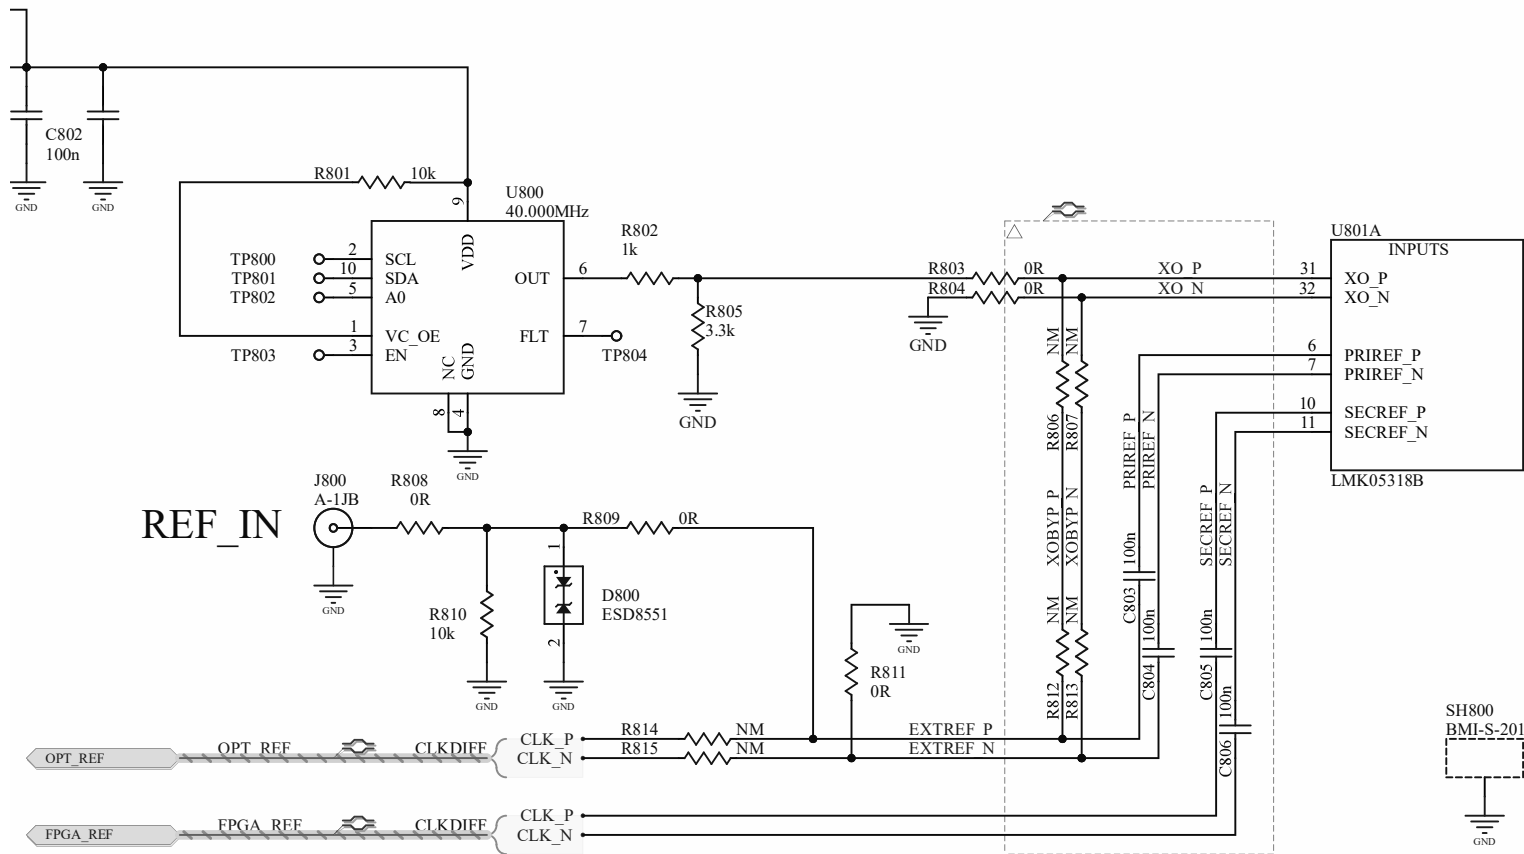 C802
100n
GND
GND
R801
10k
9
U800
40.000MHz
TP800
2
SCL
TP801
10
SDA
TP802
5
A0
1
VC_OE
TP803
3
EN
VDD
OUT
6
FLT
7
TP804
NC
GND
8
4
GND
R802
1k
R805
3.3k
GND
R803
0R
R804
0R
GND
XO_P
XO_N
U801A
INPUTS
31
XO_P
32
XO_N
6
PRIREF_P
7
PRIREF_N
10
SECREF_P
11
SECREF_N
LMK05318B
NM
NM
R806
R807
XOBYP_P
XOBYP_N
NM
NM
R812
R813
PRIREF_P
PRIREF_N
C803
100n
C804
100n
SECREF_P
SECREF_N
C805
100n
C806
100n
REF_IN
J800
A-1JB
GND
R808
0R
R810
10k
GND
R809
0R
1
D800
ESD8551
2
GND
GND
R811
0R
OPT_REF
OPT_REF
CLKDIFF
CLK_P
CLK_N
R814
NM
R815
NM
EXTREF_P
EXTREF_N
FPGA_REF
FPGA_REF
CLKDIFF
CLK_P
CLK_N
SH800
BMI-S-201
GND